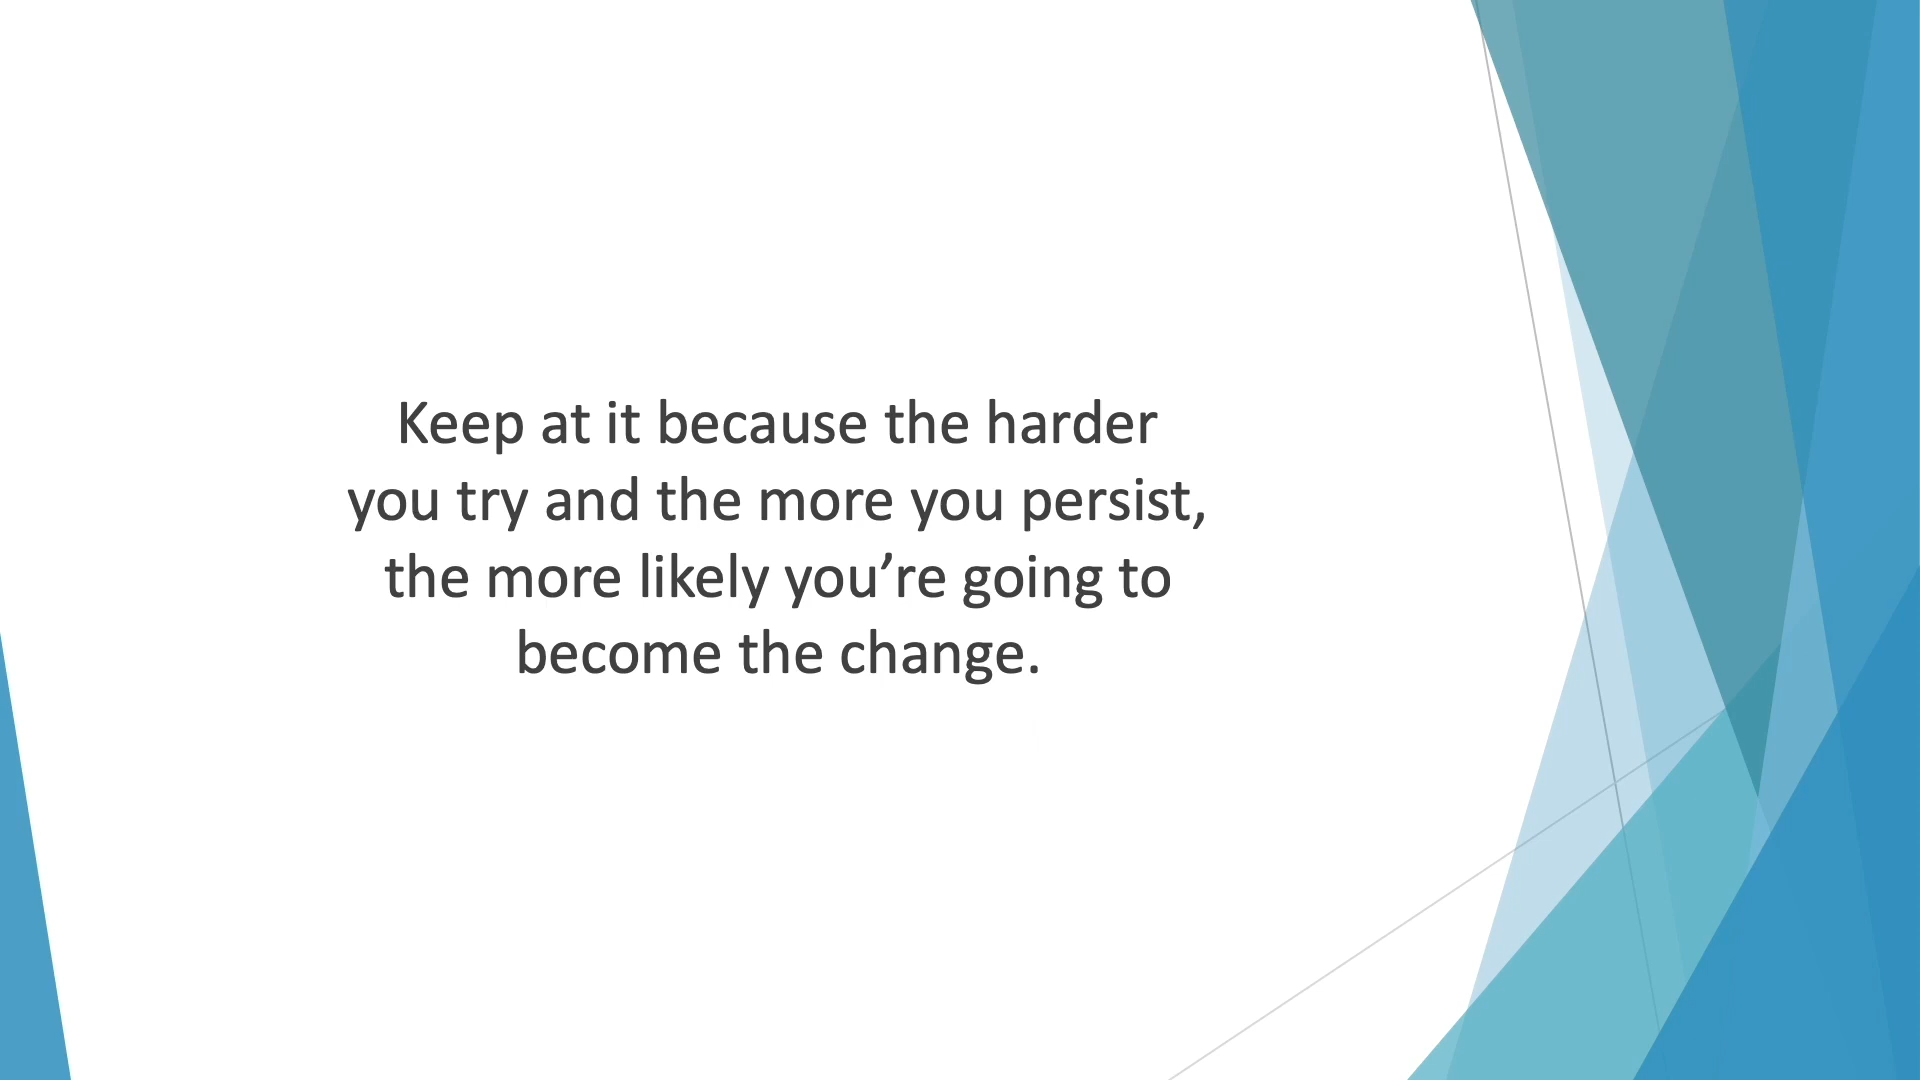 Keep at it because the harder
you try and the more you persist,
the more likely you’re going to
become the change.